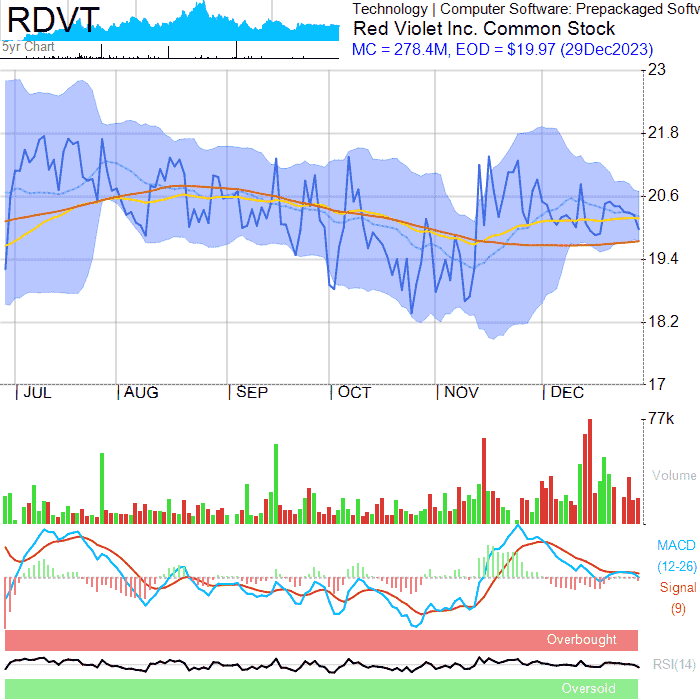 RDVT
5yr Chart
Technology | Computer Software: Prepackaged Softw
Red Violet Inc. Common Stock
MC = 278.4M, EOD = $19.97 (29Dec2023)
23
21.8
20.6
19.4
18.2
17
JUL AUG SEP OCT NOV DEC
77k
Volume
MACD
(12-26)
Signal
(9)
Overbought
RSI(14)
Oversold